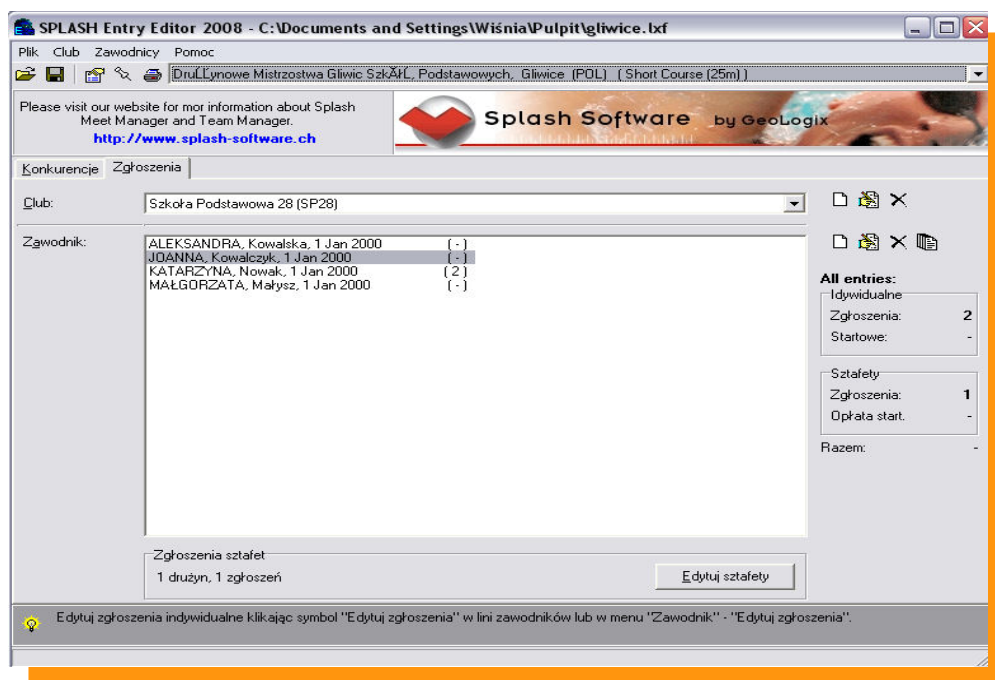 SPLASH Entry Editor 2008 - C:\Documents and Settings\Wiśnia\Pulpit\gliwice.lxf
Plik Club Zawodnicy Pomoc
DruĹĽynowe Mistrzostwa Gliwic SzkĂłĹ‚ Podstawowych, Gliwice (POL) ( Short Course (25m) )
Please visit our website for mor information about Splash
Meet Manager and Team Manager.
http://www.splash-software.ch
Splash Software by GeoLogix
Konkurencje Zgłoszenia
Club: Szkoła Podstawowa 28 (SP28)
Zawodnik: ALEKSANDRA, Kowalska, 1 Jan 2000 ( - )
JOANNA, Kowalczyk, 1 Jan 2000 ( - )
KATARZYNA, Nowak, 1 Jan 2000 ( 2 )
MAŁGORZATA, Małysz, 1 Jan 2000 ( - )
All entries:
Idywidualne
Zgłoszenia: 2
Startowe: -
Sztafety
Zgłoszenia: 1
Opłata start. -
Razem: -
Zgłoszenia sztafet
1 drużyn, 1 zgłoszeń
Edytuj sztafety
Edytuj zgłoszenia indywidualne klikając symbol "Edytuj zgłoszenia" w lini zawodników lub w menu "Zawodnik" - "Edytuj zgłoszenia".